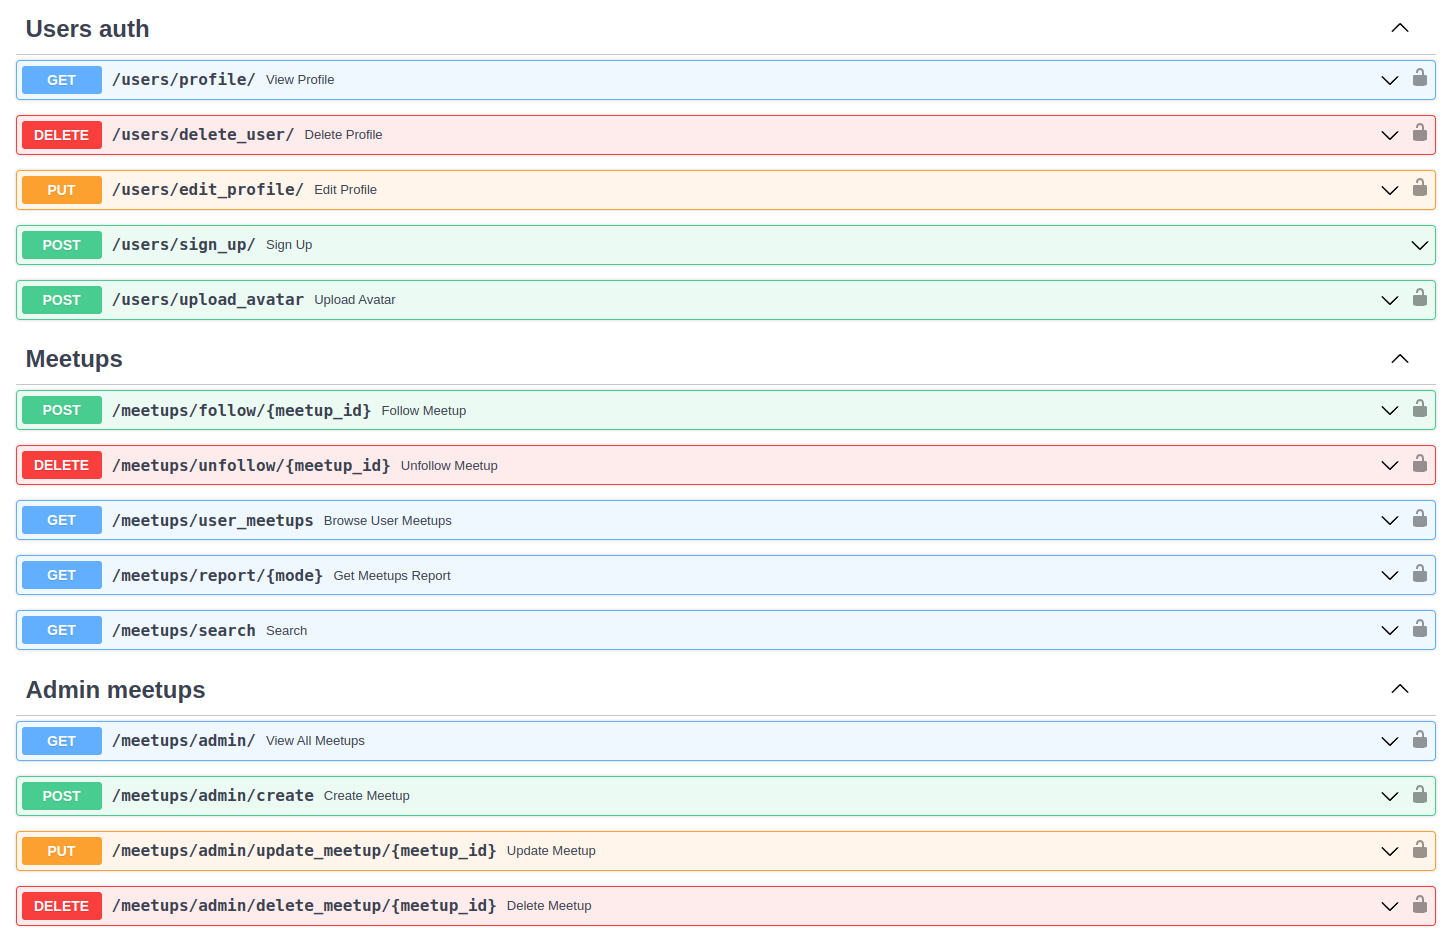 Users auth
GET /users/profile/ View Profile
DELETE /users/delete_user/ Delete Profile
PUT /users/edit_profile/ Edit Profile
POST /users/sign_up/ Sign Up
POST /users/upload_avatar Upload Avatar
Meetups
POST /meetups/follow/{meetup_id} Follow Meetup
DELETE /meetups/unfollow/{meetup_id} Unfollow Meetup
GET /meetups/user_meetups Browse User Meetups
GET /meetups/report/{mode} Get Meetups Report
GET /meetups/search Search
Admin meetups
GET /meetups/admin/ View All Meetups
POST /meetups/admin/create Create Meetup
PUT /meetups/admin/update_meetup/{meetup_id} Update Meetup
DELETE /meetups/admin/delete_meetup/{meetup_id} Delete Meetup